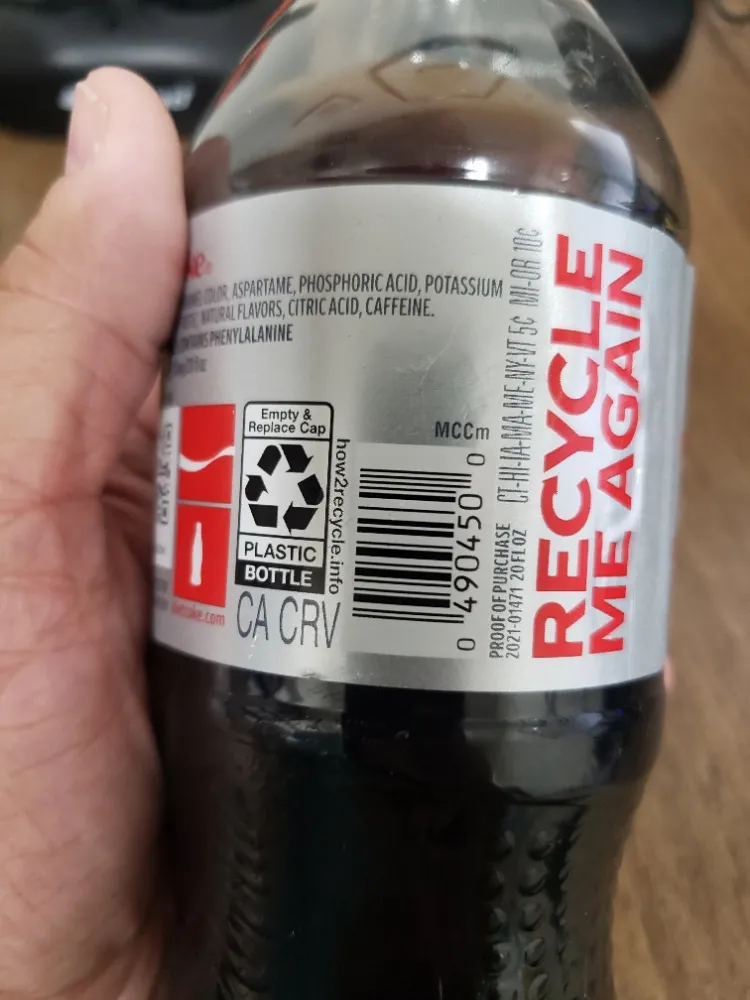 COLOR, ASPARTAME, PHOSPHORIC ACID, POTASSIUM
NATURAL FLAVORS, CITRIC ACID, CAFFEINE.
PHENYLALANINE
Empty &
Replace Cap
how2recycle.info
PLASTIC
BOTTLE
CA CRV
MCCm
0 490450 0
PROOF OF PURCHASE
2021-01471 20 FL OZ
CT-HI-IA-MA-ME-NY-VT 5¢ MI-OR 10¢
RECYCLE
ME AGAIN